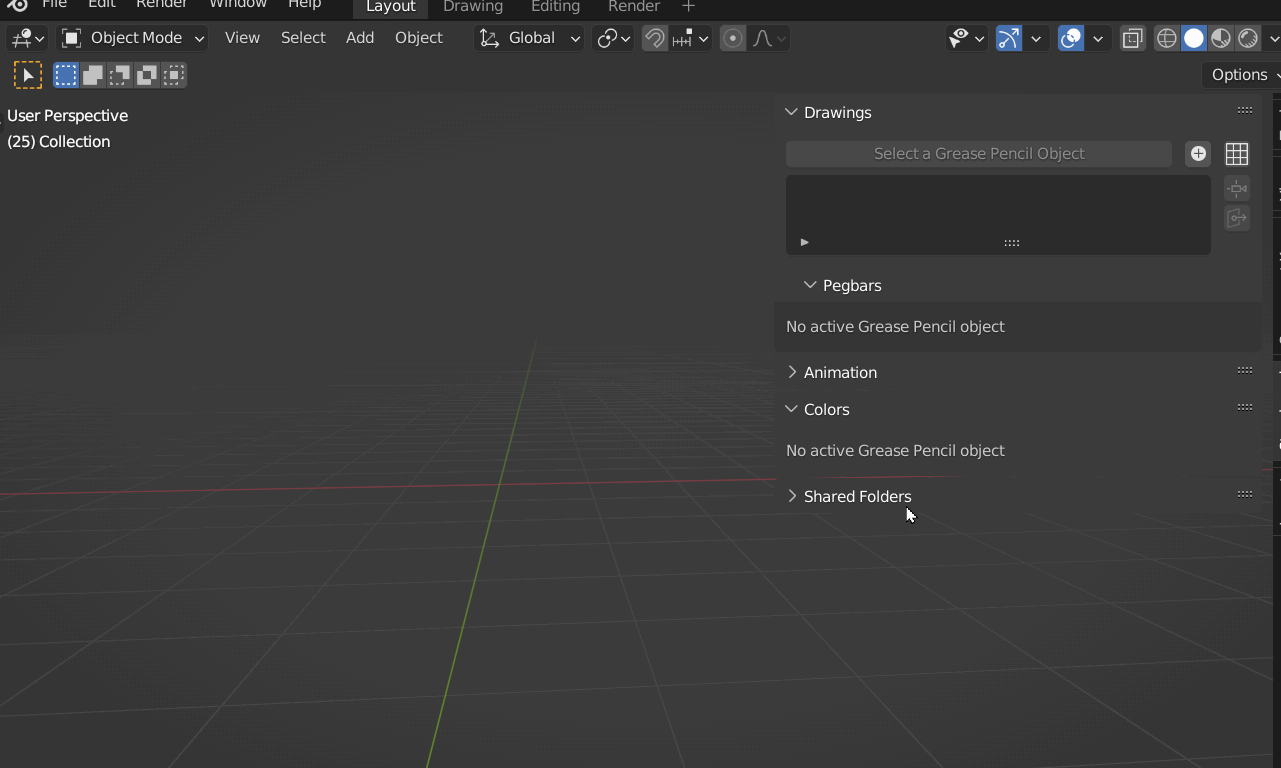 File Edit Render Window Help Layout Drawing Editing Render +
Object Mode View Select Add Object Global
Options
User Perspective
(25) Collection
Drawings
Select a Grease Pencil Object
Pegbars
No active Grease Pencil object
Animation
Colors
No active Grease Pencil object
Shared Folders